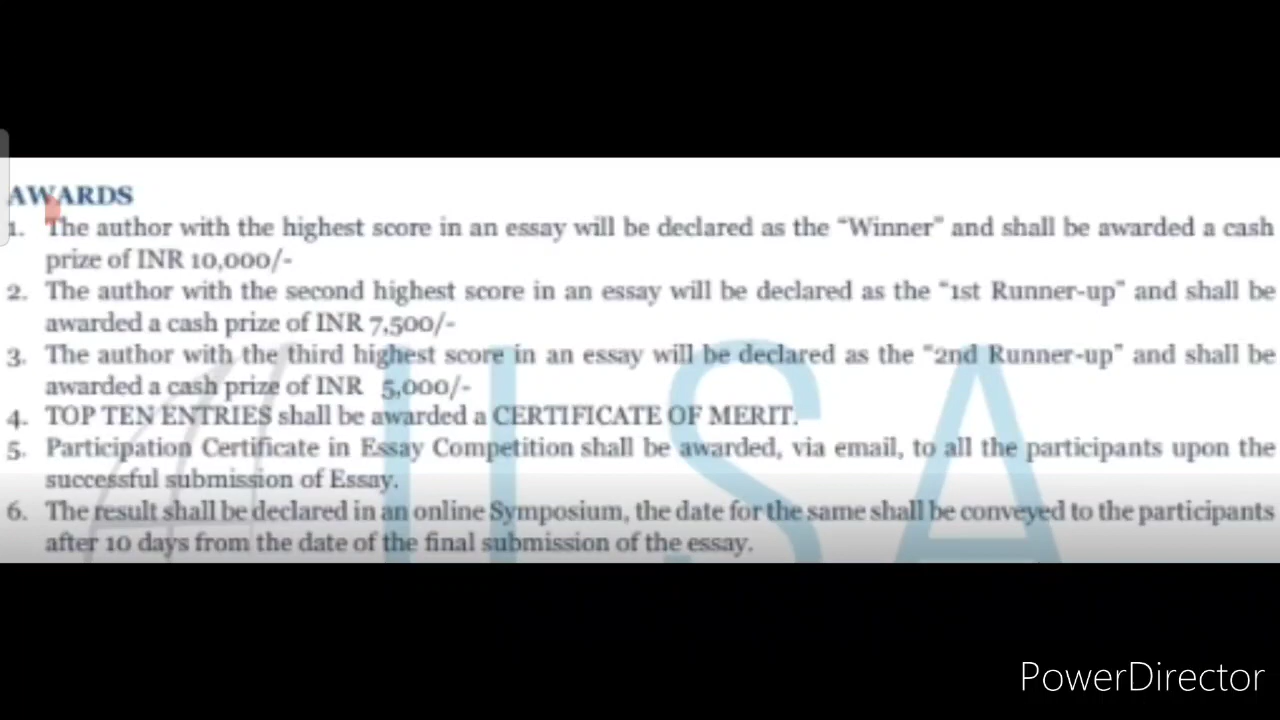 AWARDS
1. The author with the highest score in an essay will be declared as the “Winner” and shall be awarded a cash
prize of INR 10,000/-
2. The author with the second highest score in an essay will be declared as the “1st Runner-up” and shall be
awarded a cash prize of INR 7,500/-
3. The author with the third highest score in an essay will be declared as the “2nd Runner-up” and shall be
awarded a cash prize of INR 5,000/-
4. TOP TEN ENTRIES shall be awarded a CERTIFICATE OF MERIT.
5. Participation Certificate in Essay Competition shall be awarded, via email, to all the participants upon the
successful submission of Essay.
6. The result shall be declared in an online Symposium, the date for the same shall be conveyed to the participants
after 10 days from the date of the final submission of the essay.
PowerDirector